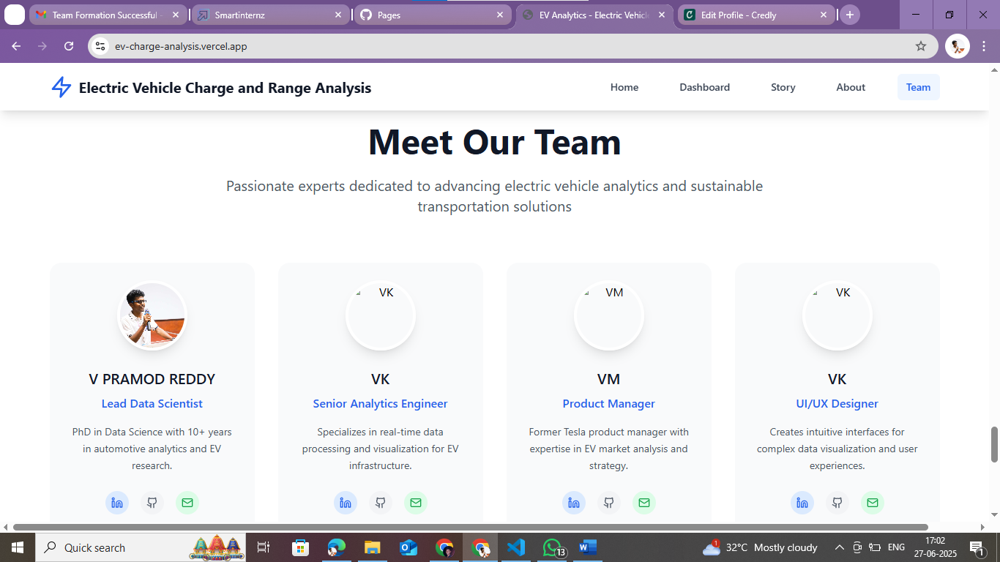 Team Formation Successful
Smartinternz
Pages
EV Analytics - Electric Vehicle
Edit Profile - Credly
ev-charge-analysis.vercel.app
Electric Vehicle Charge and Range Analysis
Home
Dashboard
Story
About
Team
Meet Our Team
Passionate experts dedicated to advancing electric vehicle analytics and sustainable
transportation solutions
VK
VM
VK
V PRAMOD REDDY
Lead Data Scientist
PhD in Data Science with 10+ years
in automotive analytics and EV
research.
VK
Senior Analytics Engineer
Specializes in real-time data
processing and visualization for EV
infrastructure.
VM
Product Manager
Former Tesla product manager with
expertise in EV market analysis and
strategy.
VK
UI/UX Designer
Creates intuitive interfaces for
complex data visualization and user
experiences.
Quick search
13
1
32°C Mostly cloudy
ENG
17:02
27-06-2025
1